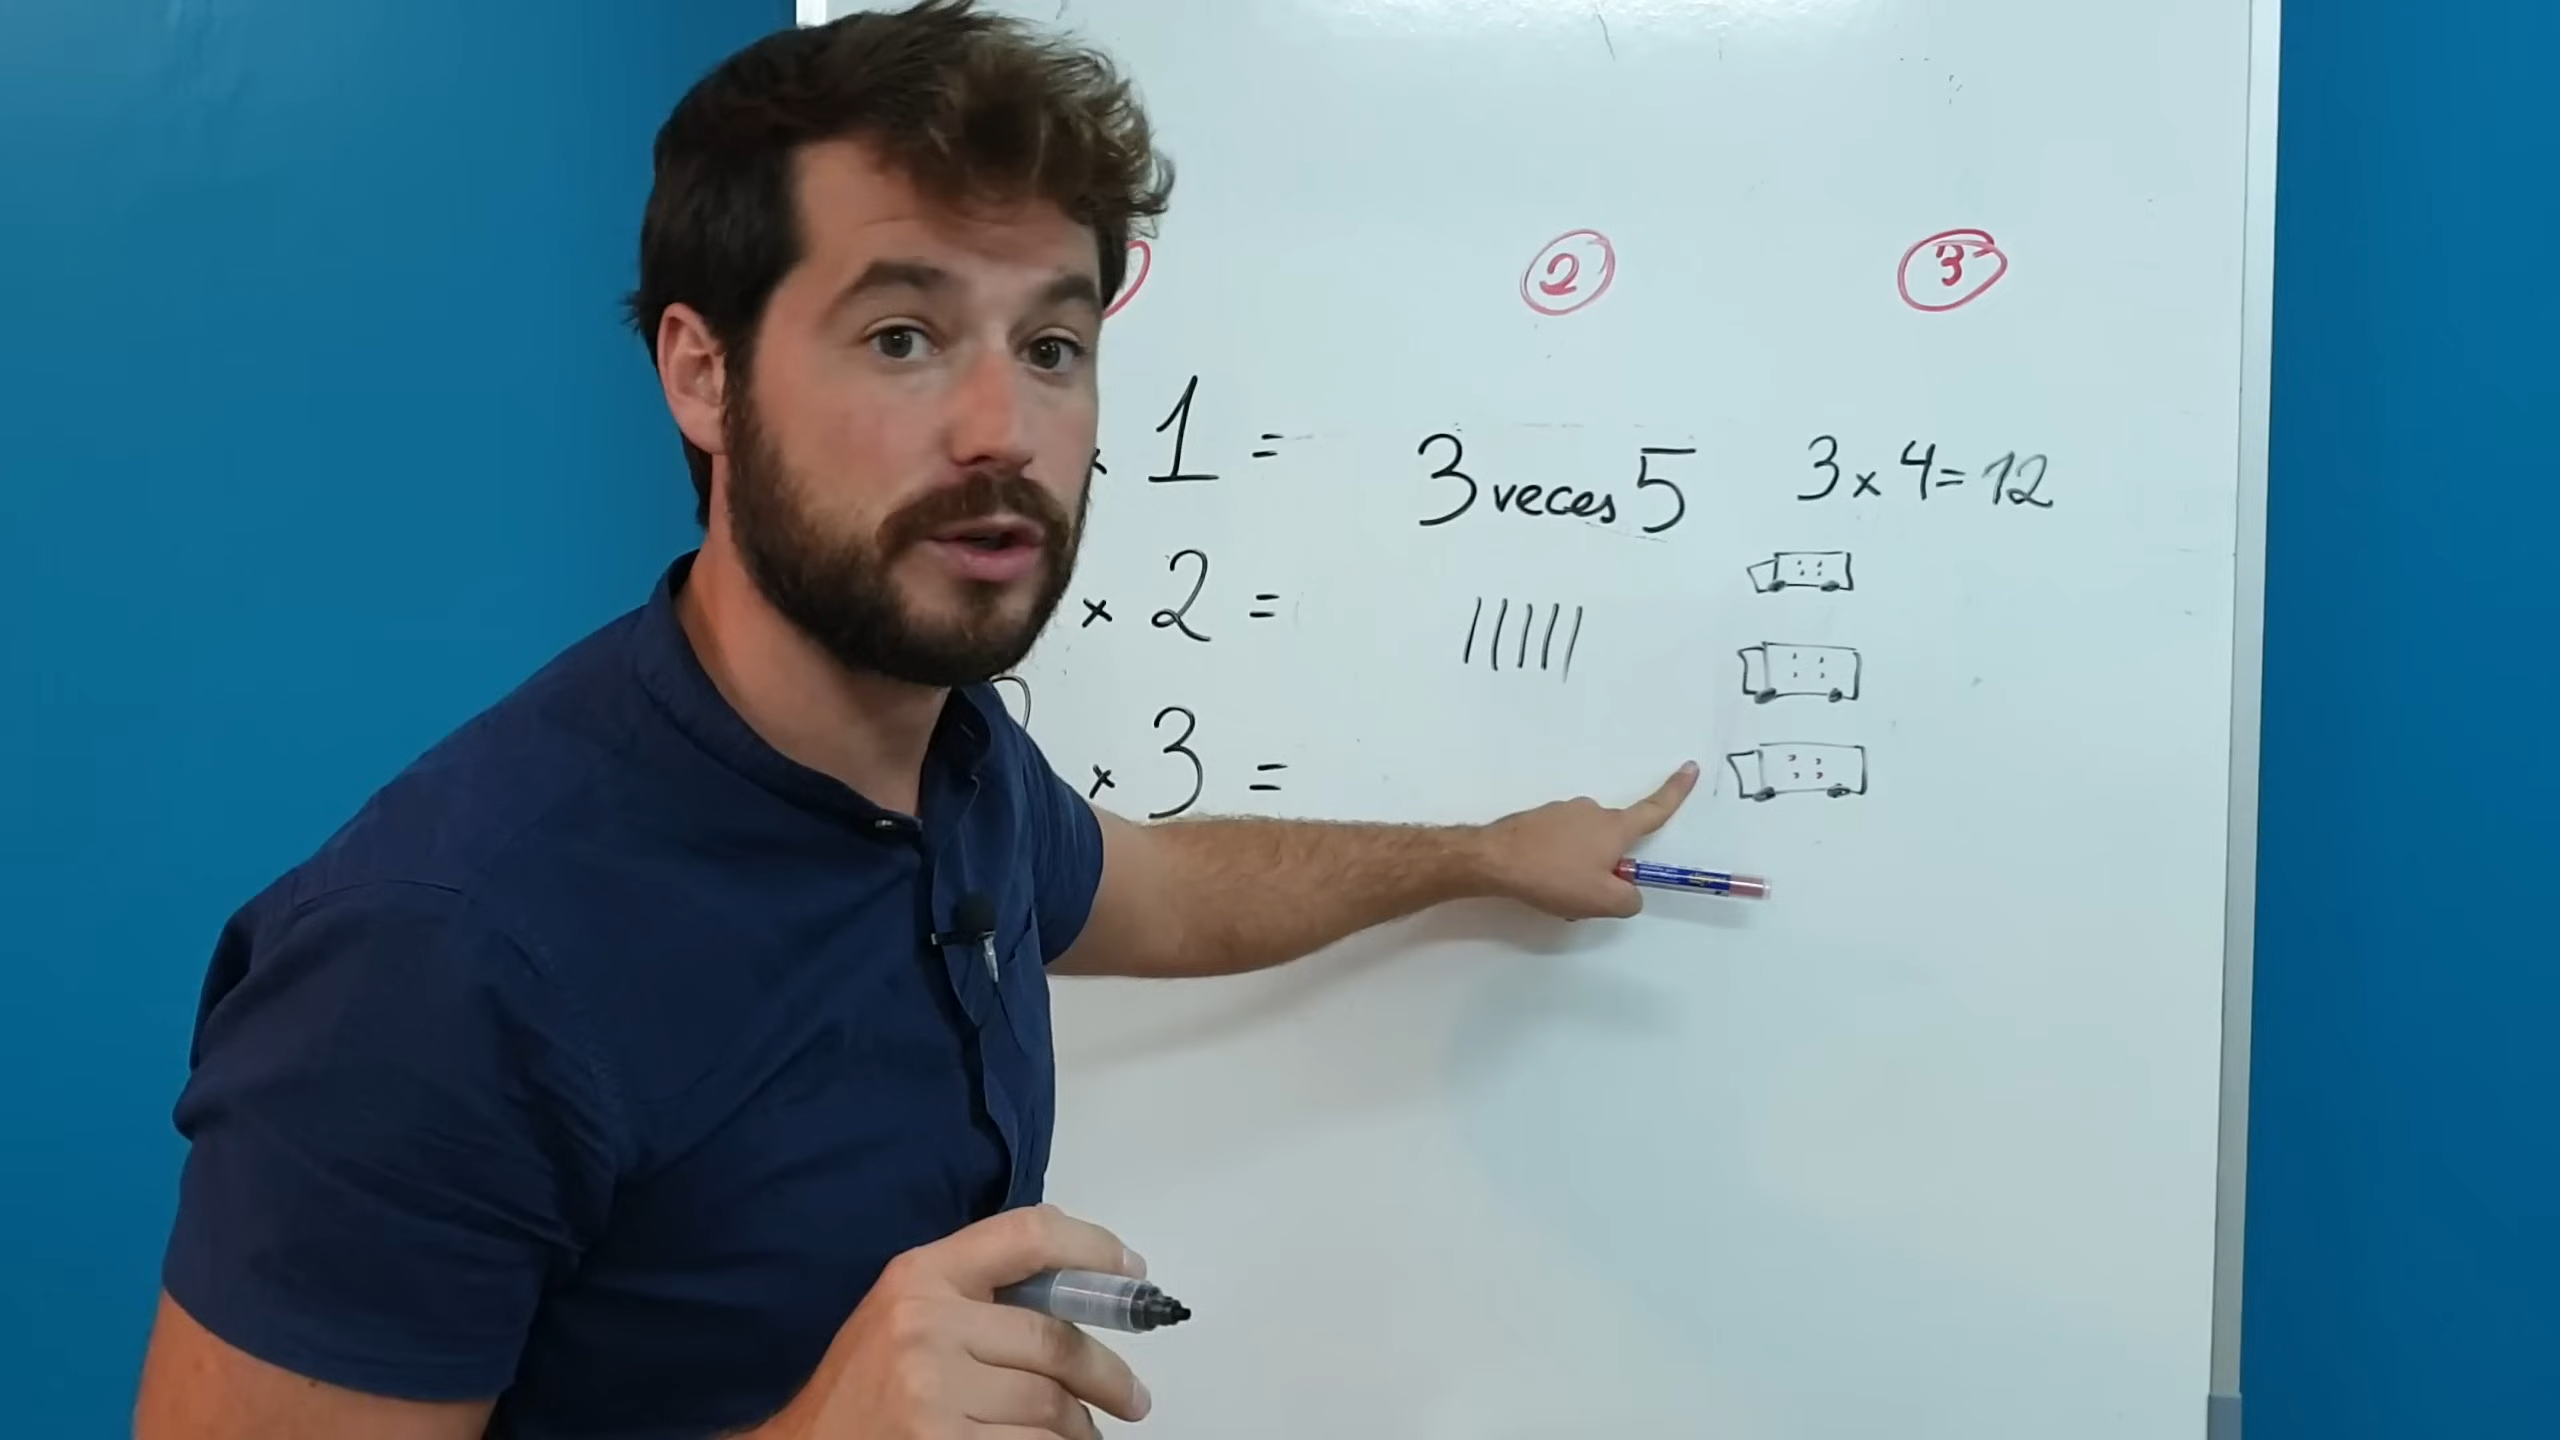 2 3
x 1 =
3 veces 5
3 x 4 = 12
x 2 =
x 3 =